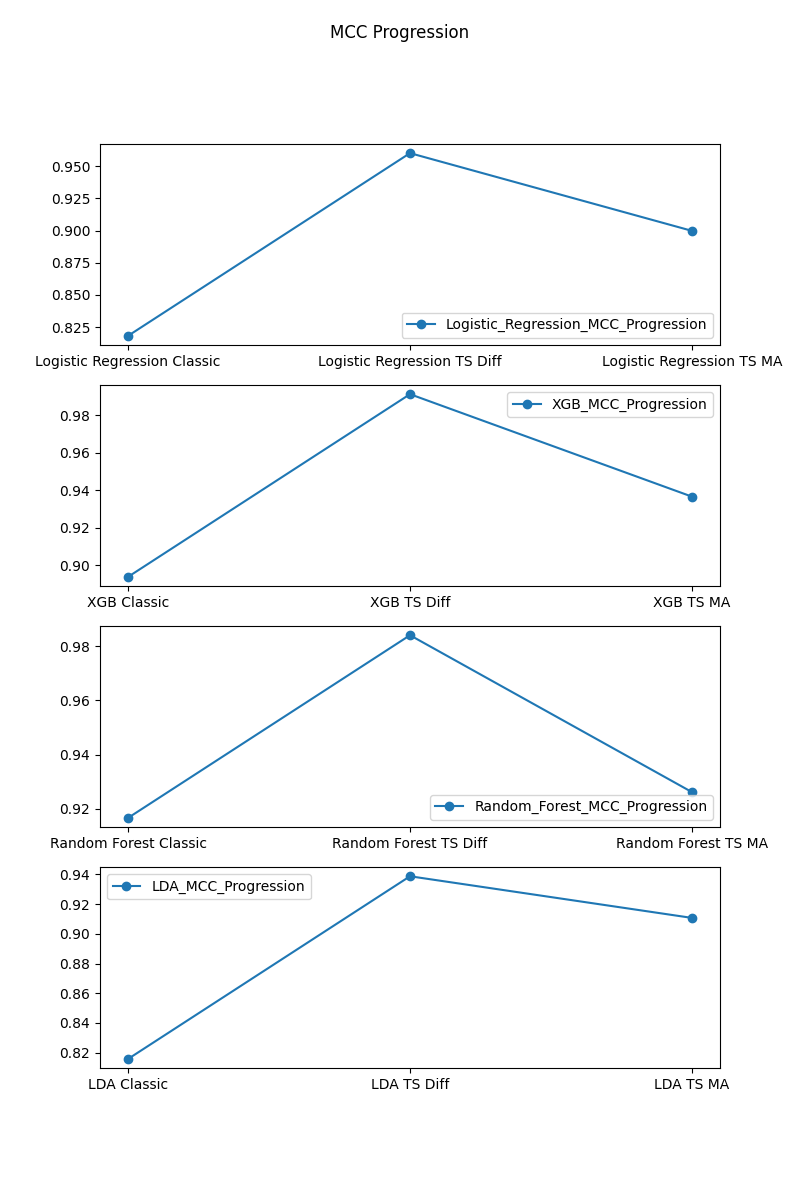 MCC Progression
0.950
0.925
0.900
0.875
0.850
0.825
Logistic_Regression_MCC_Progression
Logistic Regression Classic
Logistic Regression TS Diff
Logistic Regression TS MA
0.98
0.96
0.94
0.92
0.90
XGB_MCC_Progression
XGB Classic
XGB TS Diff
XGB TS MA
0.98
0.96
0.94
0.92
Random_Forest_MCC_Progression
Random Forest Classic
Random Forest TS Diff
Random Forest TS MA
0.94
0.92
0.90
0.88
0.86
0.84
0.82
LDA_MCC_Progression
LDA Classic
LDA TS Diff
LDA TS MA